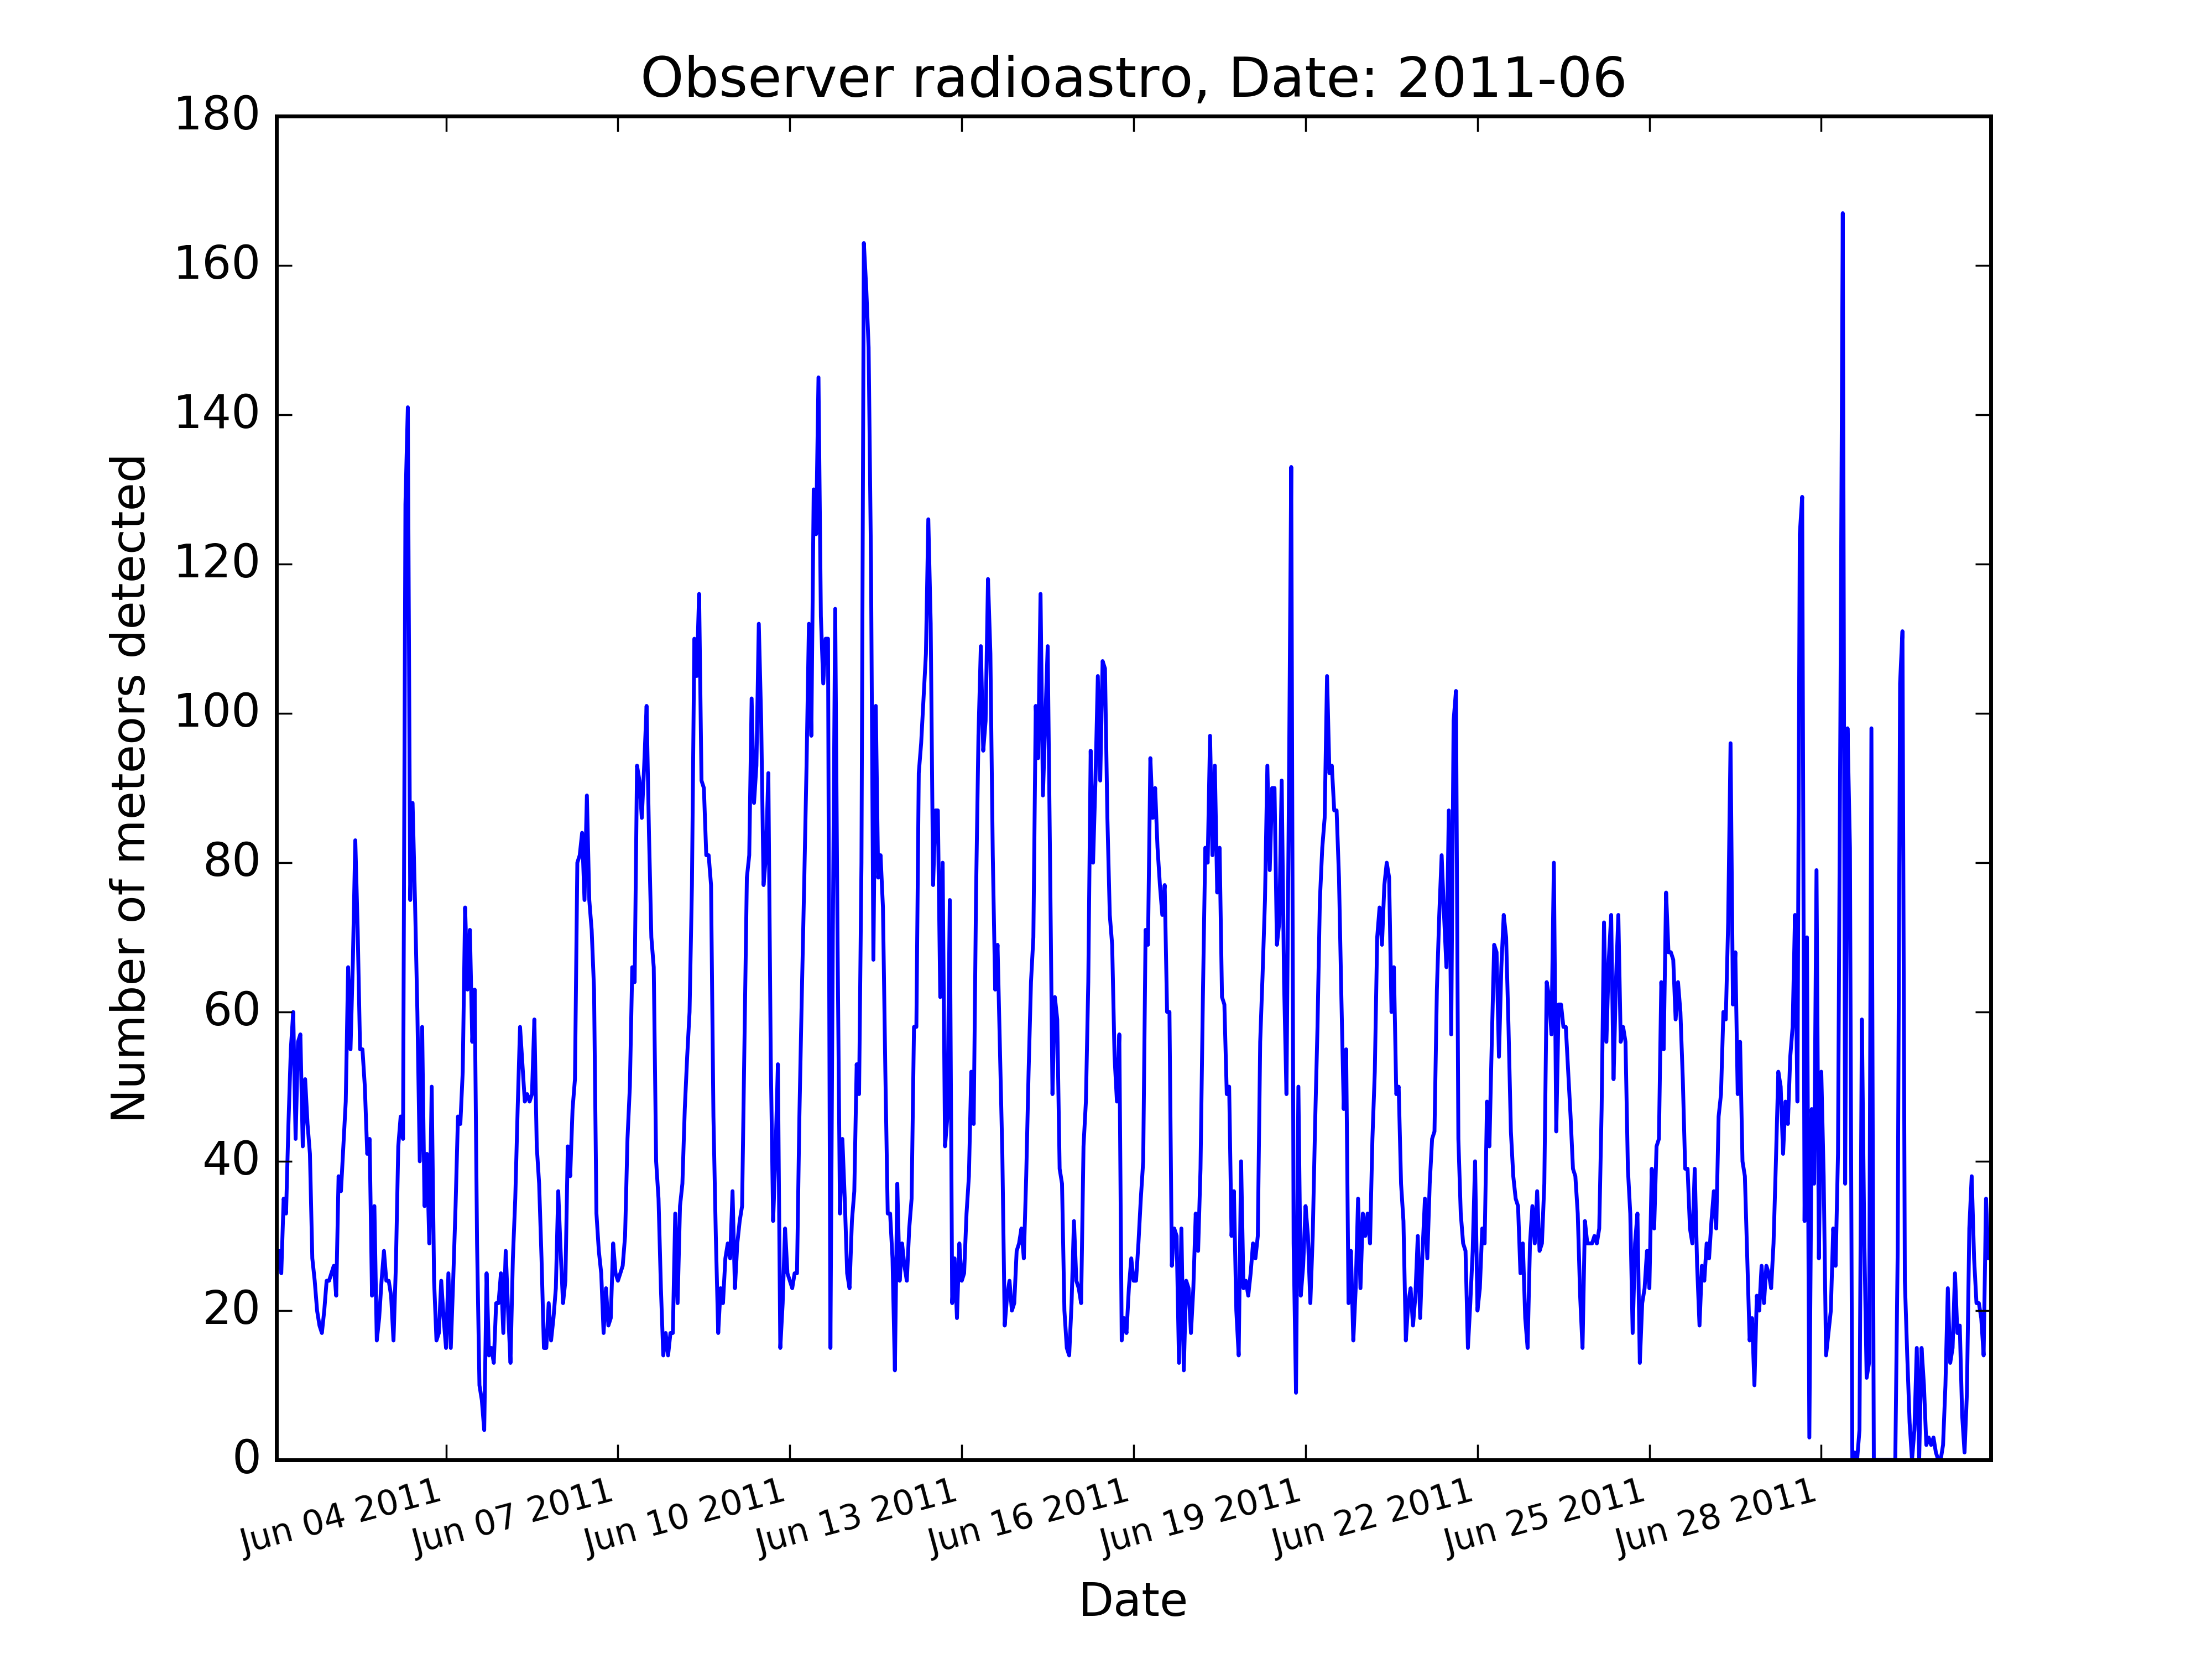 Observer radioastro, Date: 2011-06
180
160
140
120
100
80
60
40
20
0
Number of meteors detected
Jun 04 2011
Jun 07 2011
Jun 10 2011
Jun 13 2011
Jun 16 2011
Jun 19 2011
Jun 22 2011
Jun 25 2011
Jun 28 2011
Date